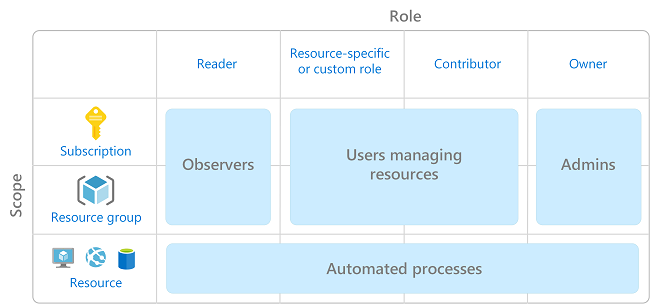 Role
Reader
Resource-specific
or custom role
Contributor
Owner
Scope
Subscription
Observers
Users managing
resources
Admins
Resource group
Resource
Automated processes